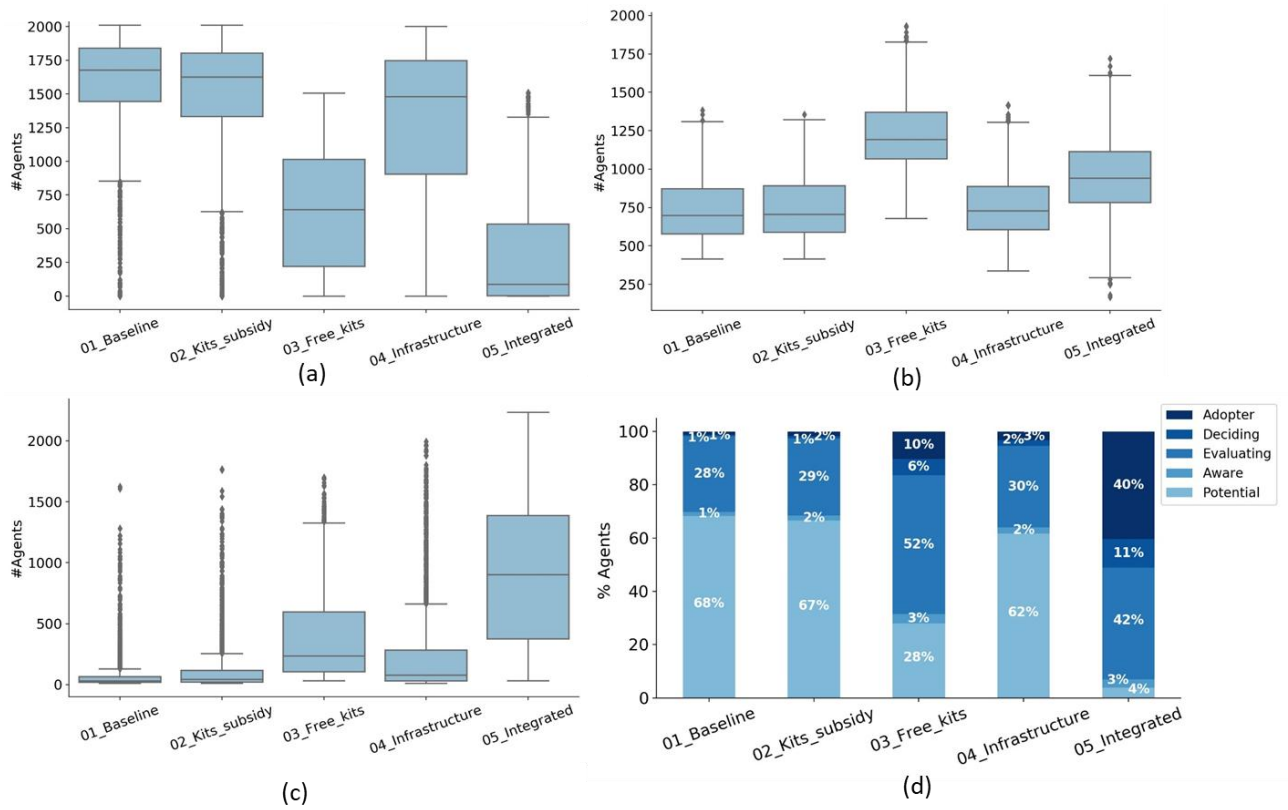 2000
1750
1500
1250
1000
750
500
250
0
#Agents
01_Baseline
02_Kits_subsidy
03_Free_kits
04_Infrastructure
05_Integrated
(a)
2000
1750
1500
1250
1000
750
500
250
#Agents
01_Baseline
02_Kits_subsidy
03_Free_kits
04_Infrastructure
05_Integrated
(b)
2000
1500
1000
500
0
#Agents
01_Baseline
02_Kits_subsidy
03_Free_kits
04_Infrastructure
05_Integrated
(c)
Adopter
Deciding
Evaluating
Aware
Potential
100
80
60
40
20
0
% Agents
1% 1%
28%
1%
68%
1% 2%
29%
2%
67%
10%
6%
52%
3%
28%
2% 3%
30%
2%
62%
40%
11%
42%
3%
4%
01_Baseline
02_Kits_subsidy
03_Free_kits
04_Infrastructure
05_Integrated
(d)